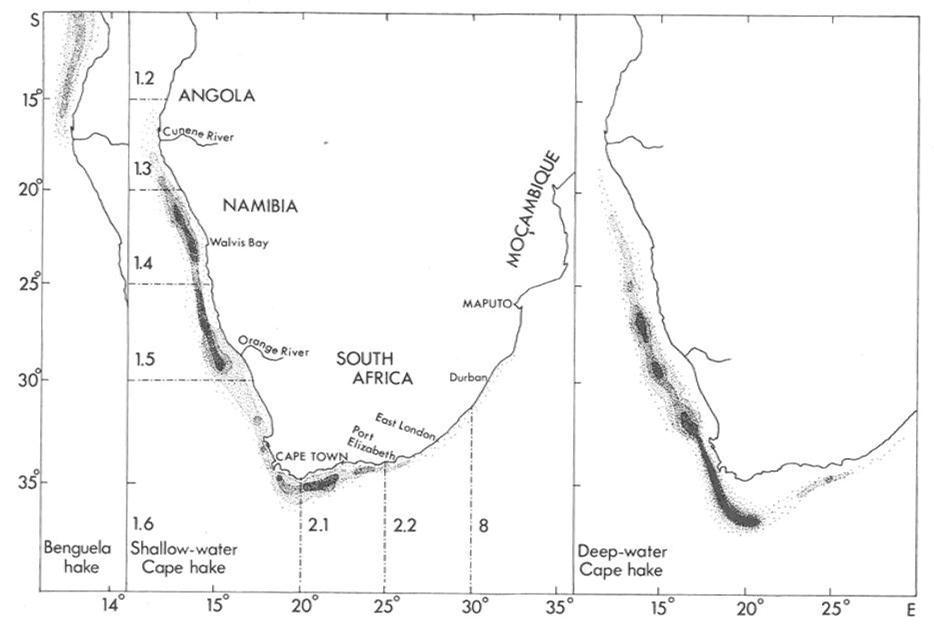 S
15°
20°
25°
30°
35°
1.2
1.3
1.4
1.5
1.6
ANGOLA
Cunene River
NAMIBIA
Walvis Bay
Orange River
SOUTH
AFRICA
MOÇAMBIQUE
MAPUTO
Durban
East London
Port
Elizabeth
CAPE TOWN
2.1
2.2
8
Benguela
hake
Shallow-water
Cape hake
Deep-water
Cape hake
14°
15°
20°
25°
30°
35°
15°
20°
25°
E